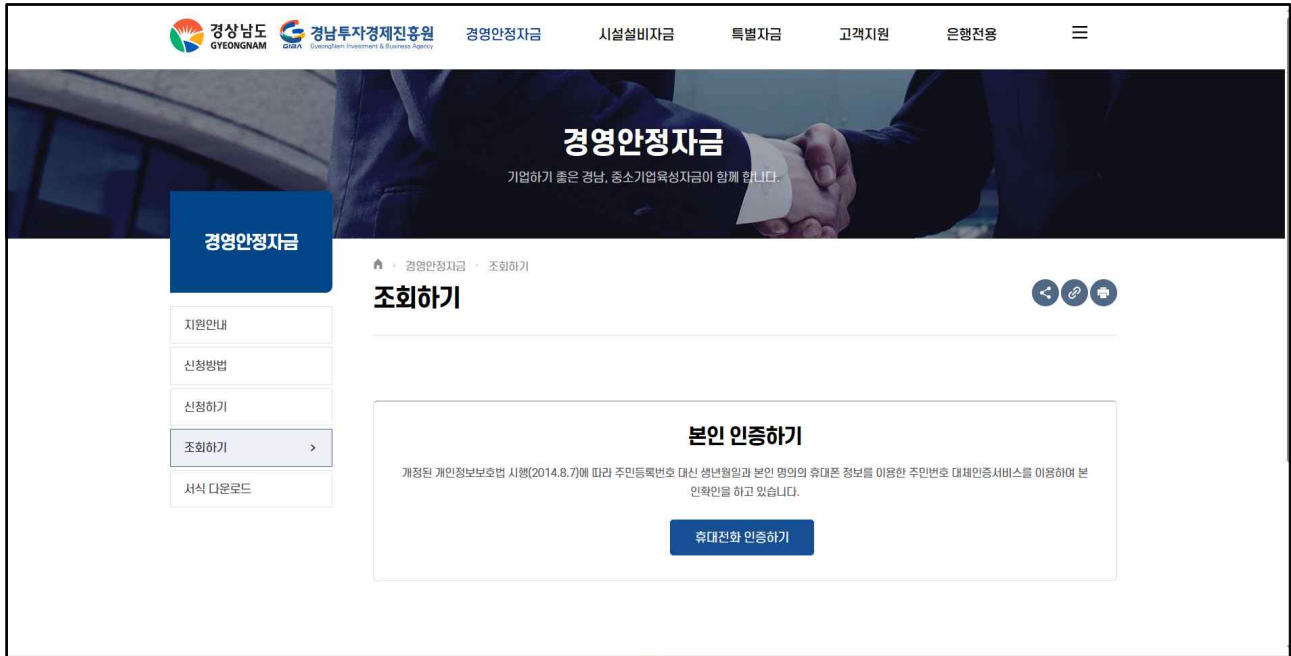 경상남도
GYEONGNAM
GIBA
경남투자경제진흥원
GyeongNam Investment & Business Agency
경영안정자금
시설설비자금
특별자금
고객지원
은행전용
경영안정자금
기업하기 좋은 경남, 중소기업육성자금이 함께 합니다.
경영안정자금
지원안내
신청방법
신청하기
조회하기
서식 다운로드
경영안정자금
조회하기
조회하기
본인 인증하기
개정된 개인정보보호법 시행(2014.8.7)에 따라 주민등록번호 대신 생년월일과 본인 명의의 휴대폰 정보를 이용한 주민번호 대체인증서비스를 이용하여 본
인확인을 하고 있습니다.
휴대전화 인증하기